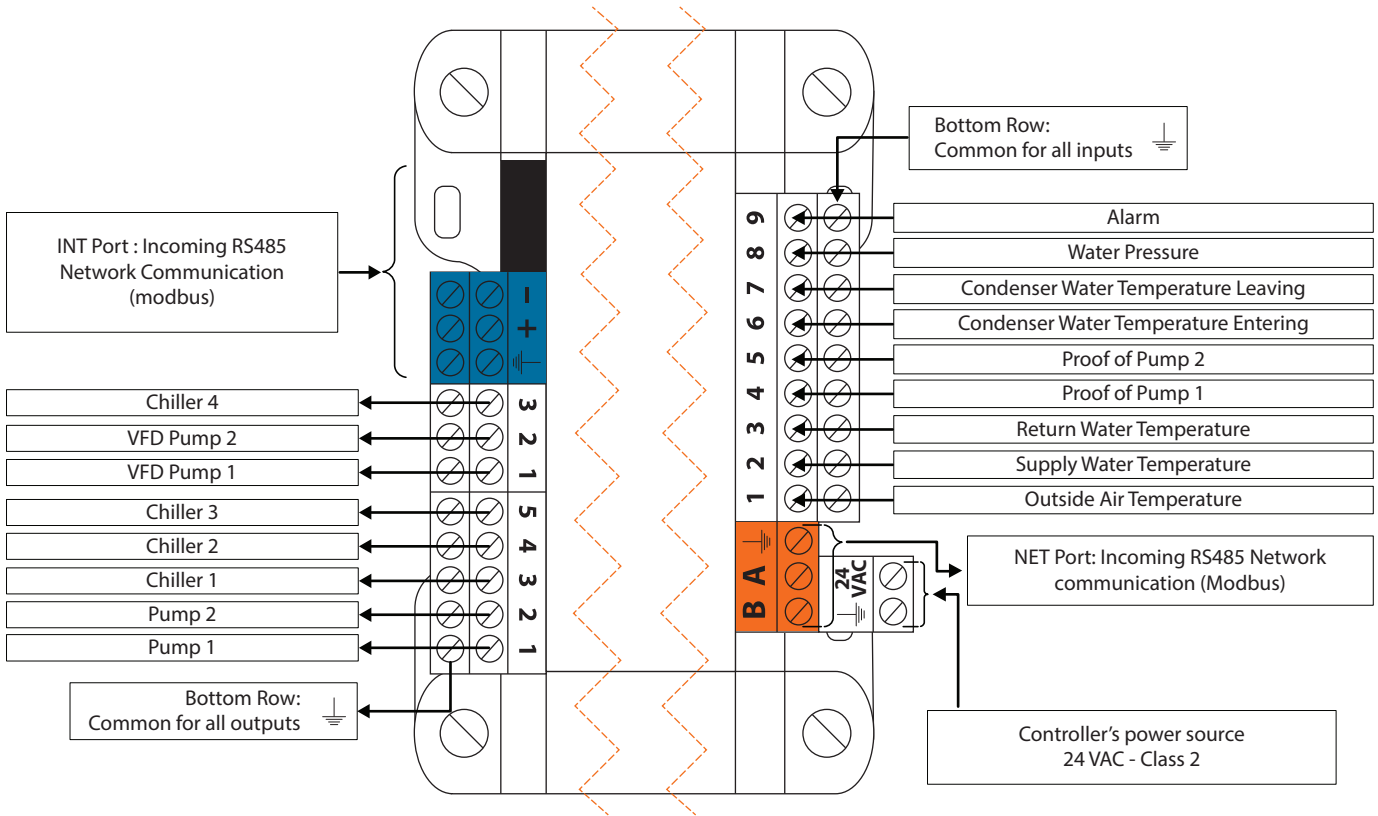 INT Port : Incoming RS485
Network Communication
(modbus)
Chiller 4
VFD Pump 2
VFD Pump 1
Chiller 3
Chiller 2
Chiller 1
Pump 2
Pump 1
Bottom Row:
Common for all outputs
-
+
3
2
1
5
4
3
2
1
9
8
7
6
5
4
3
2
1
A
B
24
VAC
Bottom Row:
Common for all inputs
Alarm
Water Pressure
Condenser Water Temperature Leaving
Condenser Water Temperature Entering
Proof of Pump 2
Proof of Pump 1
Return Water Temperature
Supply Water Temperature
Outside Air Temperature
NET Port: Incoming RS485 Network
communication (Modbus)
Controller’s power source
24 VAC - Class 2